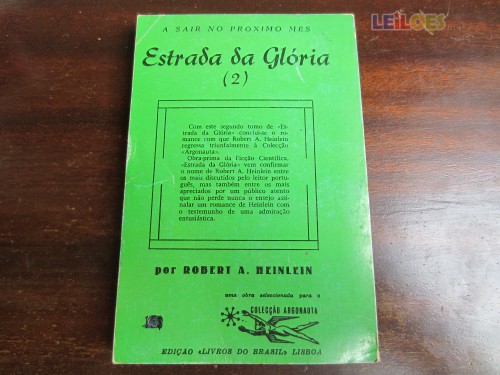 LEiLOES
A SAIR NO PRÓXIMO MÊS
Estrada da Glória
(2)
Com este segundo tomo de «Es-
trada da Glória» conclui-se o ro-
mance com que Robert A. Heinlein
regressa triunfalmente à Colecção
«Argonauta».
Obra-prima da Ficção Científica,
«Estrada da Glória» vem confirmar
o nome de Robert A. Heinlein entre
os mais discutidos pelo leitor portu-
guês, mas também entre os mais
apreciados por um público atento
que não perde nunca o ensejo assi-
nalar um romance de Heinlein com
o testemunho de uma admiração
entusiástica.
por ROBERT A. HEINLEIN
uma obra seleccionada para a
COLECÇÃO ARGONAUTA
EDIÇÃO «LIVROS DO BRASIL» LISBOA